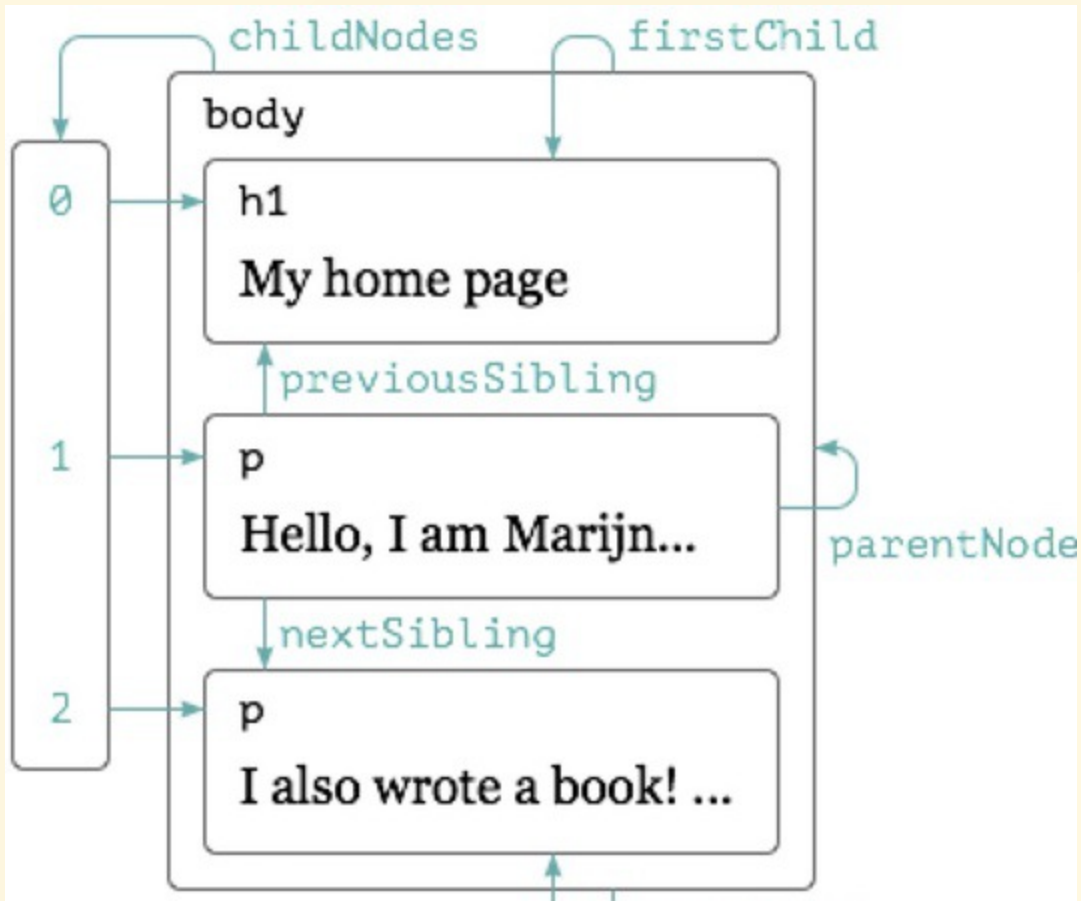 childNodes firstChild
body
0 h1
My home page
previousSibling
1 p
Hello, I am Marijn...
parentNode
nextSibling
2 p
I also wrote a book! ...